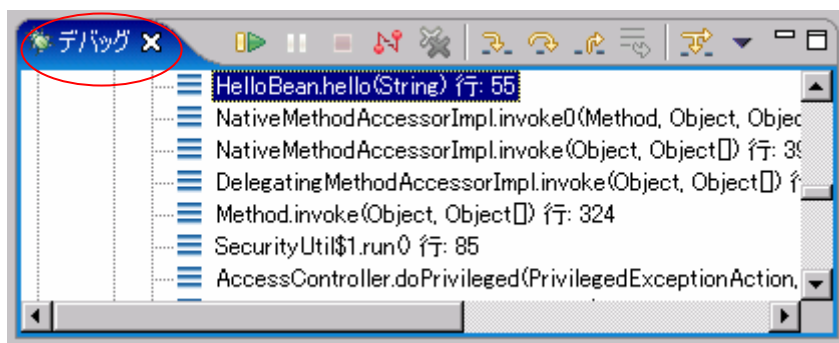 デバッグ
HelloBean.hello(String) 行: 55
NativeMethodAccessorImpl.invoke0(Method, Object, Objec
NativeMethodAccessorImpl.invoke(Object, Object[]) 行: 39
DelegatingMethodAccessorImpl.invoke(Object, Object[]) 行
Method.invoke(Object, Object[]) 行: 324
SecurityUtil$1.run() 行: 85
AccessController.doPrivileged(PrivilegedExceptionAction,